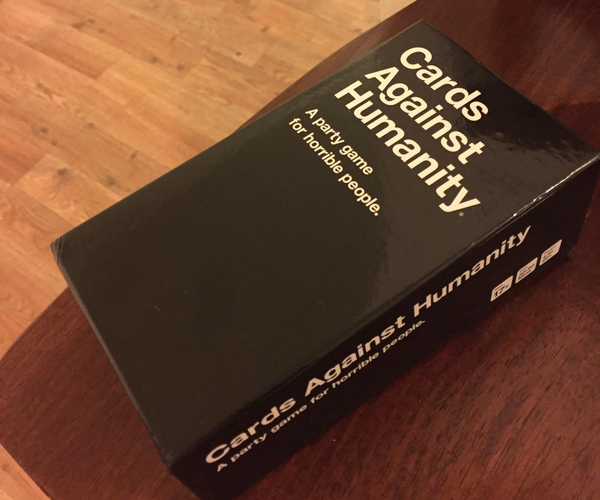 Cards
Against
Humanity
A party game
for horrible people.
Cards Against Humanity
A party game for horrible people.